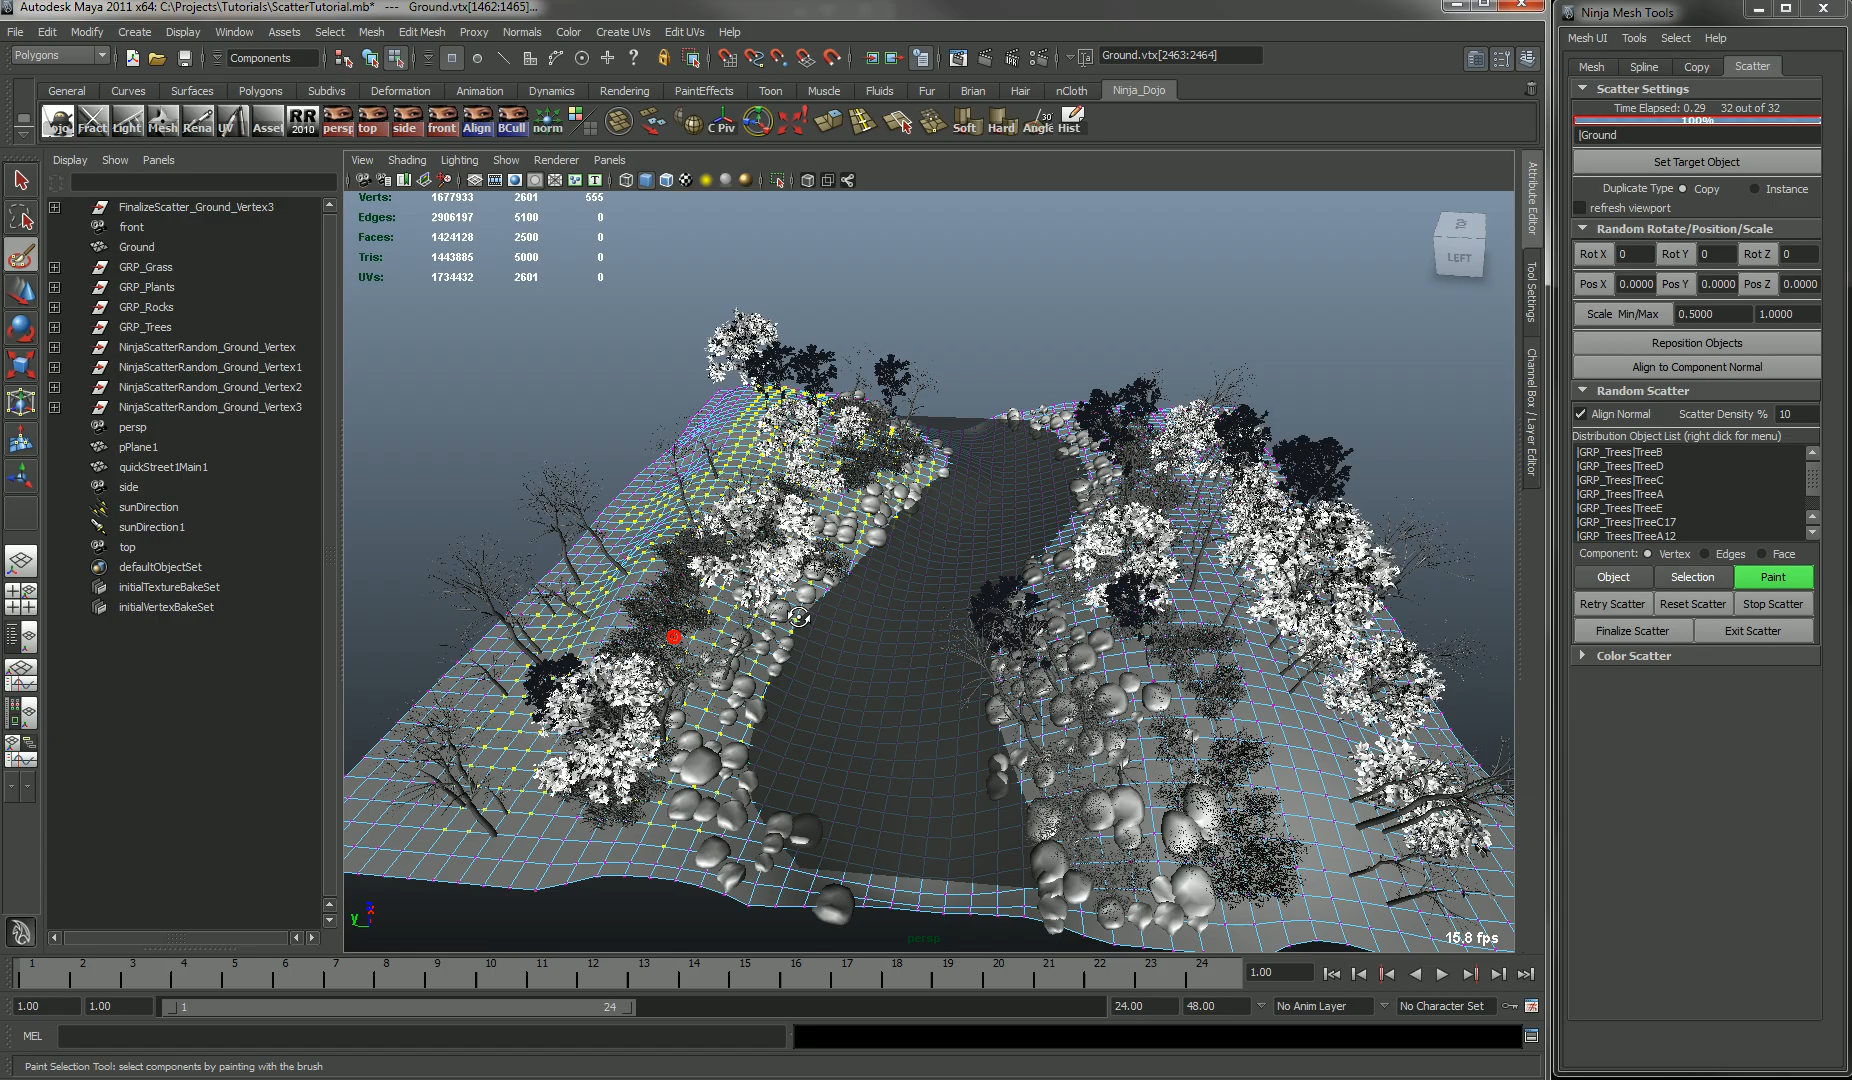 Autodesk Maya 2011 x64: C:\Projects\Tutorials\ScatterTutorial.mb*   ---   Ground.vtx[1462:1465]...
File Edit Modify Create Display Window Assets Select Mesh Edit Mesh Proxy Normals Color Create UVs Edit UVs Help
Polygons Components Ground.vtx[2463:2464]
General Curves Surfaces Polygons Subdivs Deformation Animation Dynamics Rendering PaintEffects Toon Muscle Fluids Fur Brian Hair nCloth Ninja_Dojo
Fract Light Mesh Rena UV Assel RR 2010 persp top side front Align BCull norm C Piv Soft Hard Angle 30 Hist
Display Show Panels
FinalizeScatter_Ground_Vertex3
front
Ground
GRP_Grass
GRP_Plants
GRP_Rocks
GRP_Trees
NinjaScatterRandom_Ground_Vertex
NinjaScatterRandom_Ground_Vertex1
NinjaScatterRandom_Ground_Vertex2
NinjaScatterRandom_Ground_Vertex3
persp
pPlane1
quickStreet1Main1
side
sunDirection
sunDirection1
top
defaultObjectSet
initialTextureBakeSet
initialVertexBakeSet
View Shading Lighting Show Renderer Panels
Verts: 1677933 2601 555
Edges: 2906197 5100 0
Faces: 1424128 2500 0
Tris: 1443885 5000 0
UVs: 1734432 2601 0
LEFT
y
persp
15.8 fps
Attribute Editor
Tool Settings
Channel Box / Layer Editor
Ninja Mesh Tools
Mesh UI Tools Select Help
Mesh Spline Copy Scatter
Scatter Settings
Time Elapsed: 0.29 32 out of 32
100%
|Ground
Set Target Object
Duplicate Type Copy Instance
refresh viewport
Random Rotate/Position/Scale
Rot X 0 Rot Y 0 Rot Z 0
Pos X 0.0000 Pos Y 0.0000 Pos Z 0.0000
Scale Min/Max 0.5000 1.0000
Reposition Objects
Align to Component Normal
Random Scatter
Align Normal Scatter Density % 10
Distribution Object List (right click for menu)
|GRP_Trees|TreeB
|GRP_Trees|TreeD
|GRP_Trees|TreeC
|GRP_Trees|TreeA
|GRP_Trees|TreeE
|GRP_Trees|TreeC17
|GRP_Trees|TreeA12
Component: Vertex Edges Face
Object Selection Paint
Retry Scatter Reset Scatter Stop Scatter
Finalize Scatter Exit Scatter
Color Scatter
1 2 3 4 5 6 7 8 9 10 11 12 13 14 15 16 17 18 19 20 21 22 23 24 1.00
1.00 1.00 1 24 24.00 48.00 No Anim Layer No Character Set
MEL
Paint Selection Tool: select components by painting with the brush